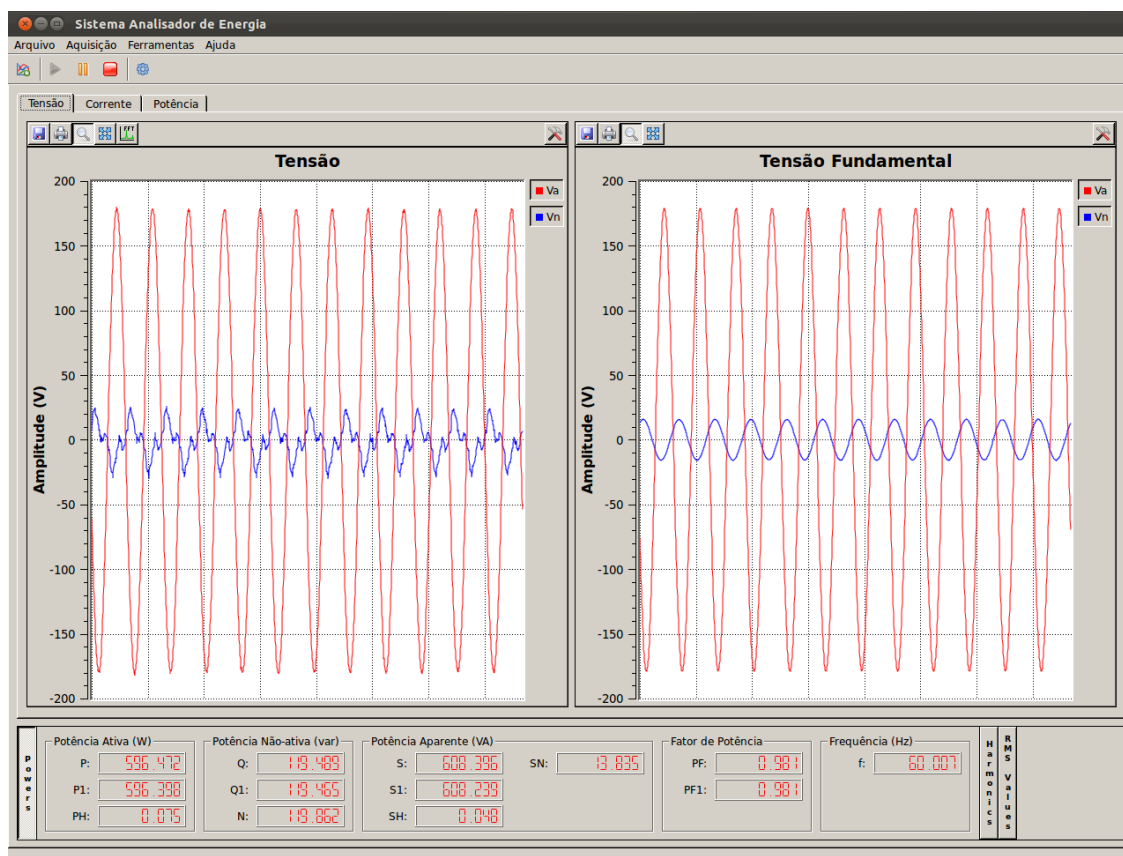 Sistema Analisador de Energia
Arquivo Aquisição Ferramentas Ajuda
Tensão Corrente Potência
FFT
Tensão
200
150
100
50
0
-50
-100
-150
-200
Amplitude (V)
Va
Vn
Tensão Fundamental
200
150
100
50
0
-50
-100
-150
-200
Amplitude (V)
Va
Vn
Powers
Potência Ativa (W)
P: 596.472
P1: 596.398
PH: 0.075
Potência Não-ativa (var)
Q: 119.489
Q1: 119.465
N: 119.862
Potência Aparente (VA)
S: 608.396
SN: 13.835
S1: 608.239
SH: 0.048
Fator de Potência
PF: 0.981
PF1: 0.981
Frequência (Hz)
f: 60.007
Harmonics
RMS Values